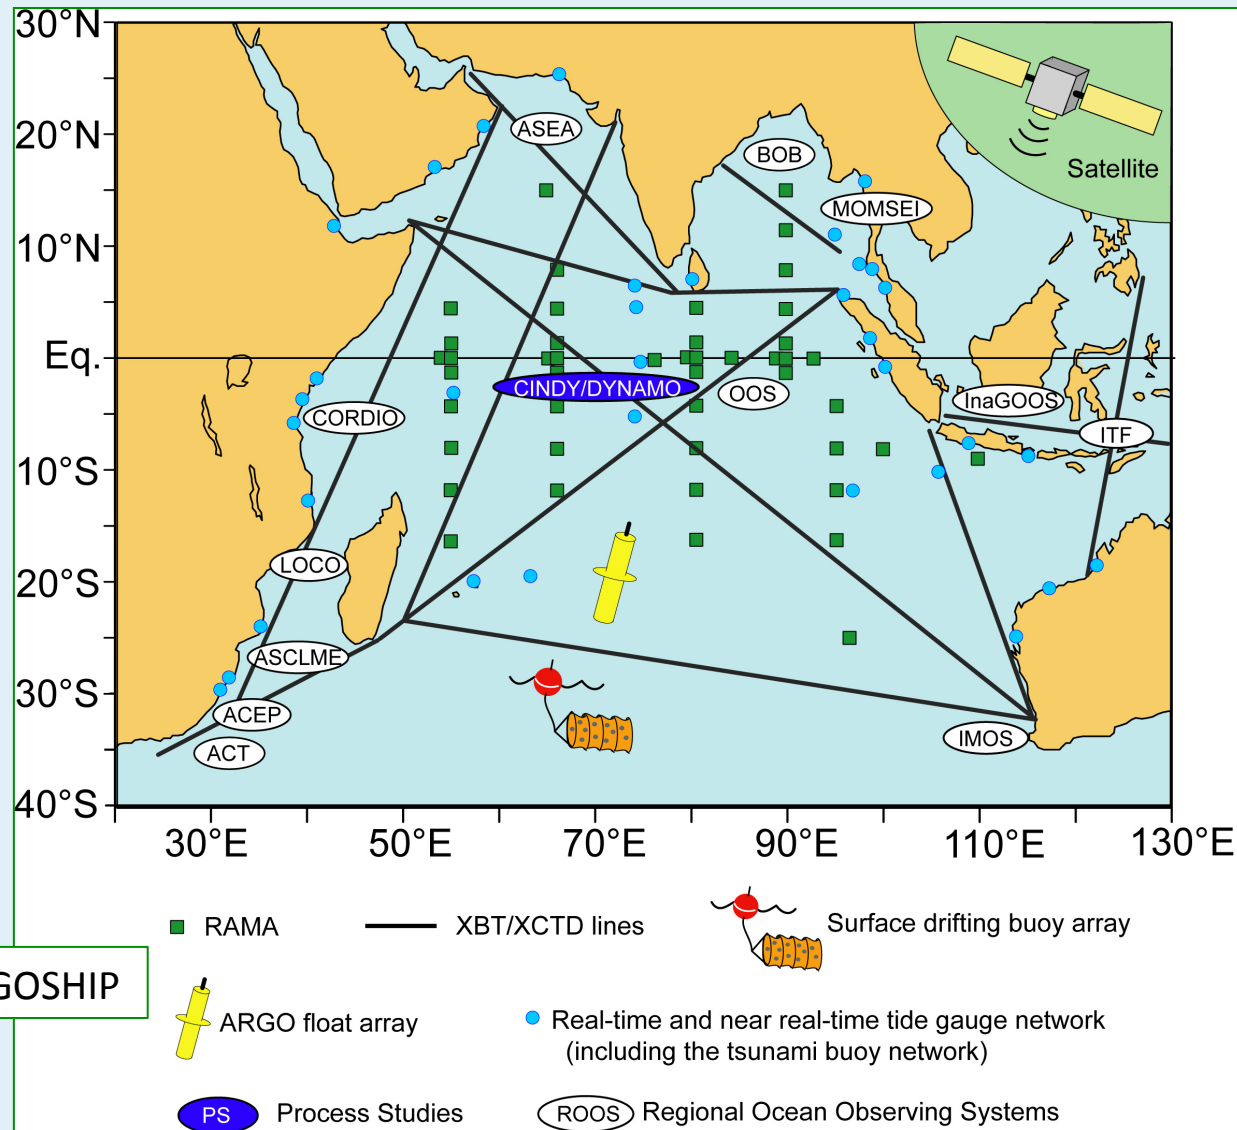 30°N
20°N
10°N
Eq.
10°S
20°S
30°S
40°S
30°E
50°E
70°E
90°E
110°E
130°E
Satellite
ASEA
BOB
MOMSEI
CINDY/DYNAMO
OOS
InaGOOS
ITF
CORDIO
LOCO
ASCLME
ACEP
ACT
IMOS
RAMA
XBT/XCTD lines
Surface drifting buoy array
GOSHIP
ARGO float array
Real-time and near real-time tide gauge network
(including the tsunami buoy network)
PS
Process Studies
ROOS
Regional Ocean Observing Systems